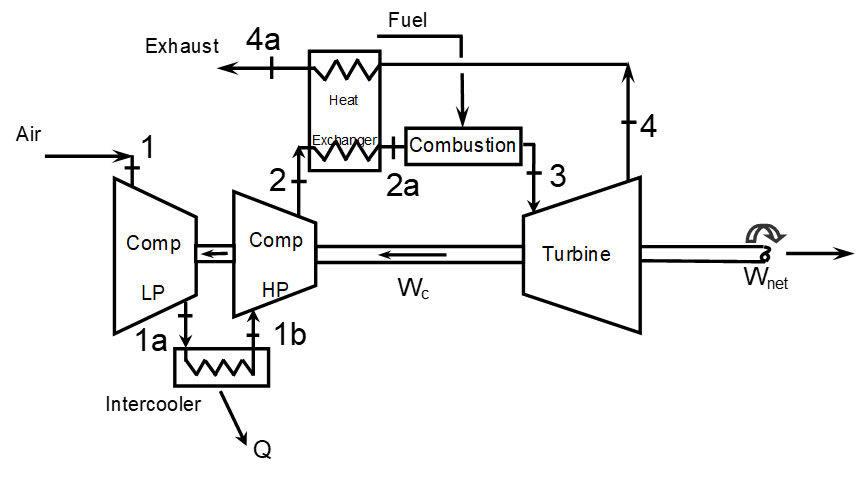 Fuel
Exhaust
4a
Heat
Exchanger
Air
1
2
2a
Combustion
3
4
Comp
LP
Comp
HP
Turbine
Wc
Wnet
1a
1b
Intercooler
Q